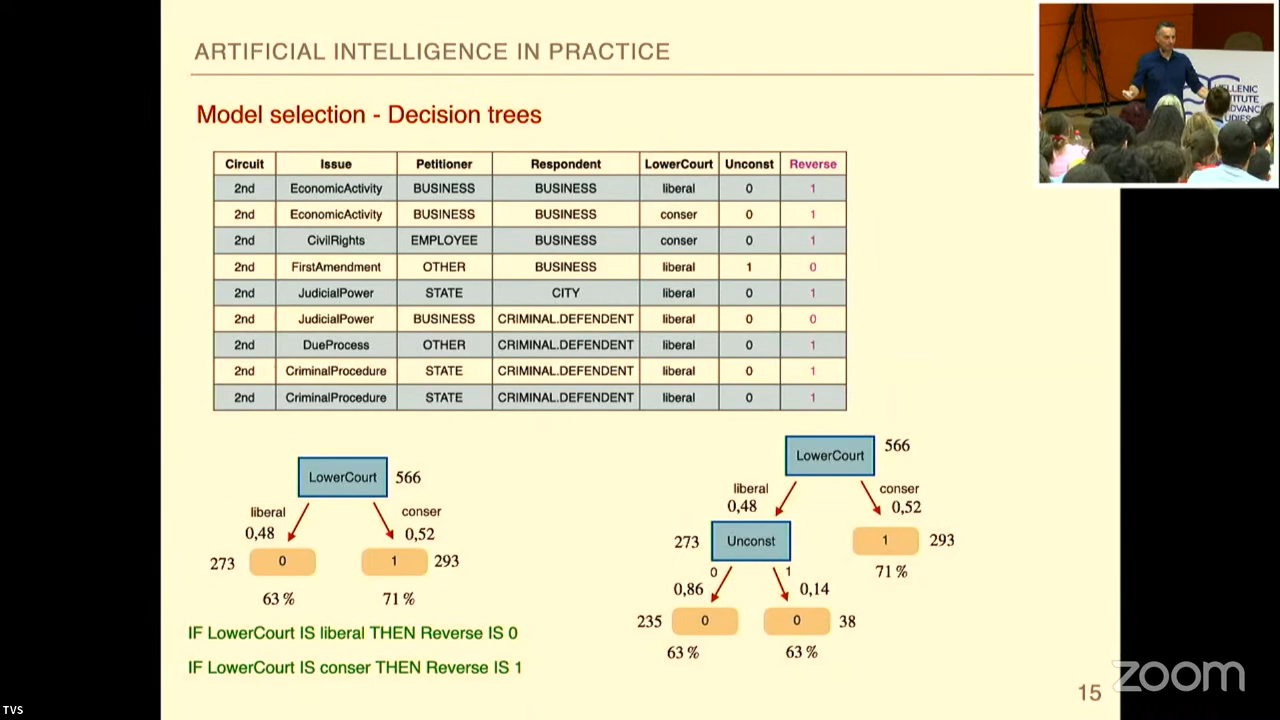 ARTIFICIAL INTELLIGENCE IN PRACTICE
Model selection - Decision trees
Circuit Issue Petitioner Respondent LowerCourt Unconst Reverse
2nd EconomicActivity BUSINESS BUSINESS liberal 0 1
2nd EconomicActivity BUSINESS BUSINESS conser 0 1
2nd CivilRights EMPLOYEE BUSINESS conser 0 1
2nd FirstAmendment OTHER BUSINESS liberal 1 0
2nd JudicialPower STATE CITY liberal 0 1
2nd JudicialPower BUSINESS CRIMINAL.DEFENDENT liberal 0 0
2nd DueProcess OTHER CRIMINAL.DEFENDENT liberal 0 1
2nd CriminalProcedure STATE CRIMINAL.DEFENDENT liberal 0 1
2nd CriminalProcedure STATE CRIMINAL.DEFENDENT liberal 0 1
LowerCourt 566
liberal conser
0,48 0,52
273 0 1 293
63 % 71 %
IF LowerCourt IS liberal THEN Reverse IS 0
IF LowerCourt IS conser THEN Reverse IS 1
LowerCourt 566
liberal conser
0,48 0,52
273 Unconst 1 293
71 %
0 1
0,86 0,14
235 0 0 38
63 % 63 %
15
zoom
TVS